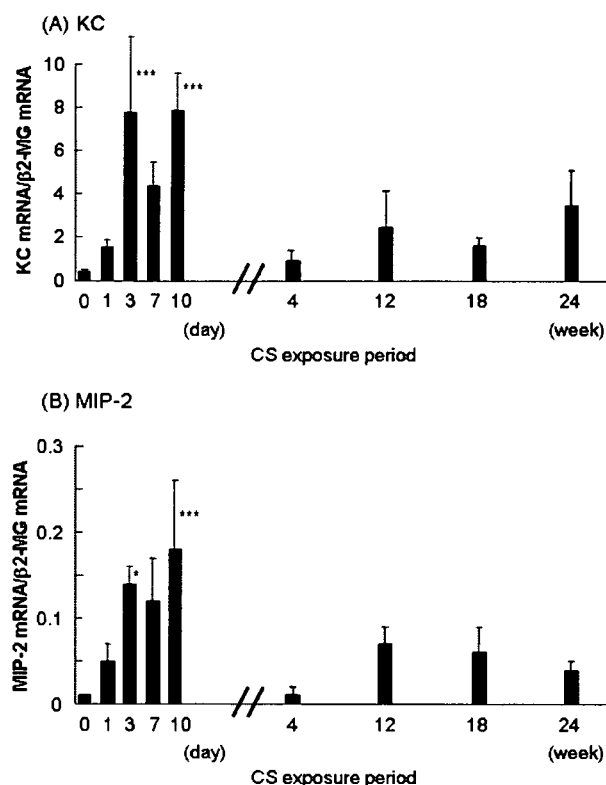 (A) KC
KC mRNA/β2-MG mRNA
10
8
6
4
2
0
***
***
0 1 3 7 10 4 12 18 24
(day) (week)
CS exposure period
(B) MIP-2
MIP-2 mRNA/β2-MG mRNA
0.3
0.2
0.1
0
*
***
0 1 3 7 10 4 12 18 24
(day) (week)
CS exposure period